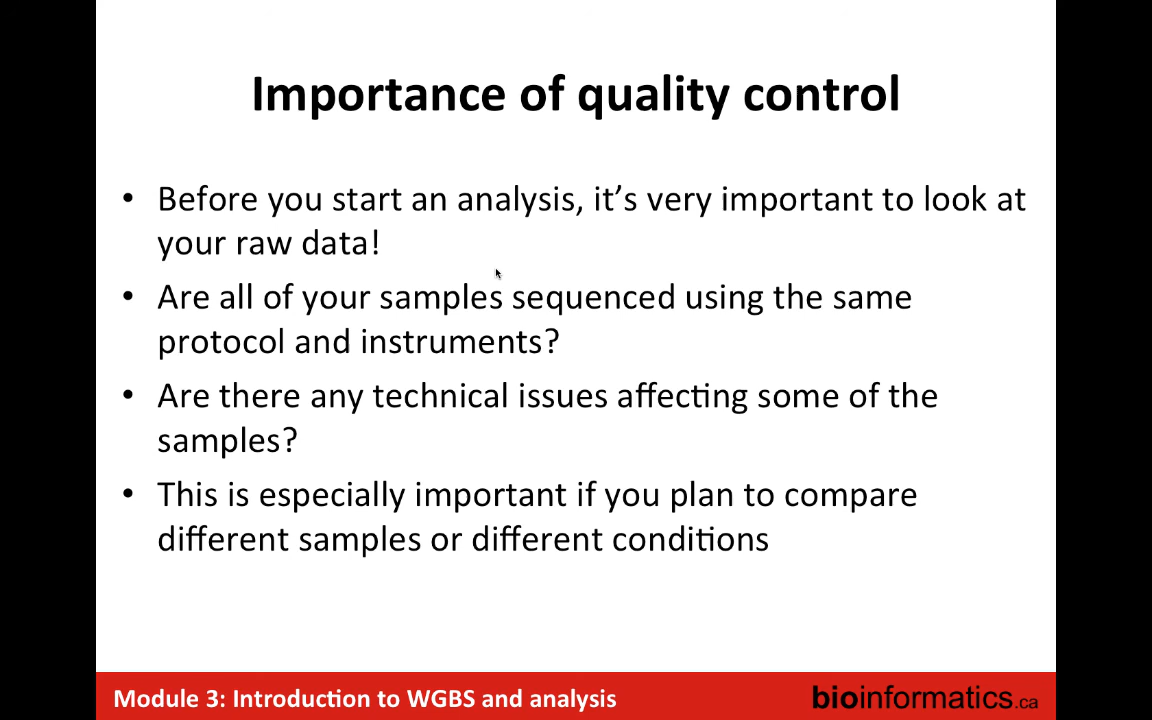 Importance of quality control
• Before you start an analysis, it's very important to look at
your raw data!
• Are all of your samples sequenced using the same
protocol and instruments?
• Are there any technical issues affecting some of the
samples?
• This is especially important if you plan to compare
different samples or different conditions
Module 3: Introduction to WGBS and analysis
bioinformatics.ca